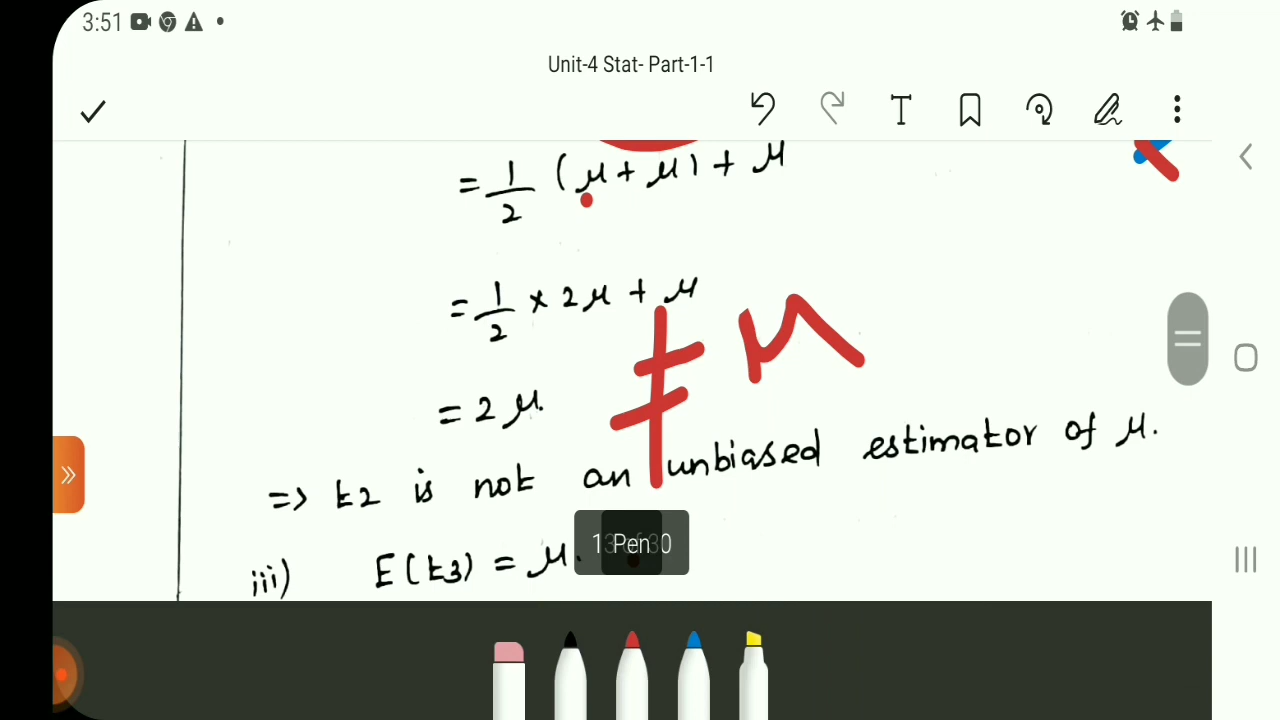 3:51
Unit-4 Stat- Part-1-1
T
= 1/2 (μ + μ) + μ
= 1/2 × 2μ + μ
= 2μ. ≠ μ
=> t2 is not an unbiased estimator of μ.
Pen
iii) E(t3) = μ.